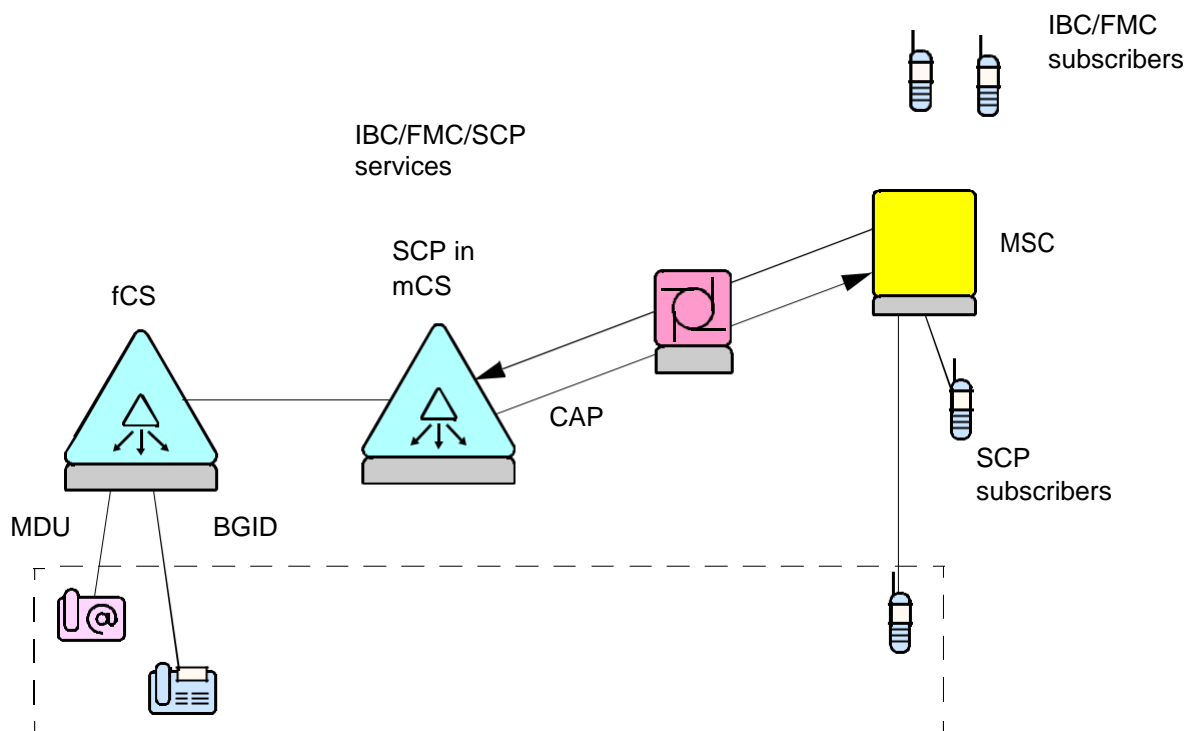 IBC/FMC
subscribers
IBC/FMC/SCP
services
SCP in
mCS
MSC
fCS
CAP
SCP
subscribers
MDU
BGID
@